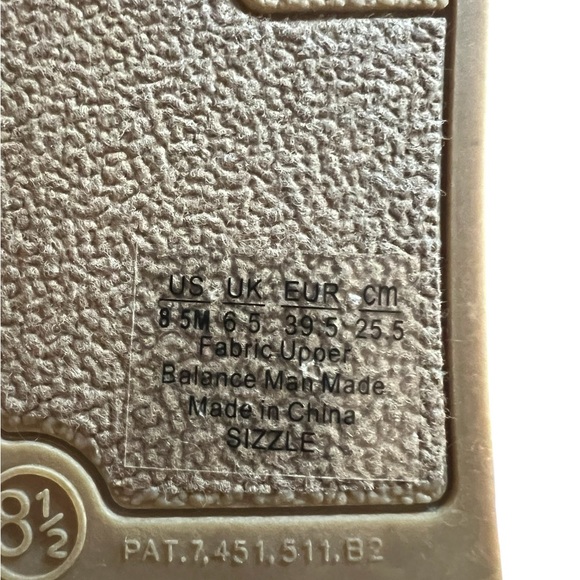 US UK EUR cm
8.5M 6.5 39.5 25.5
Fabric Upper
Balance Man Made
Made in China
SIZZLE
8½
PAT.7,451,511,B2